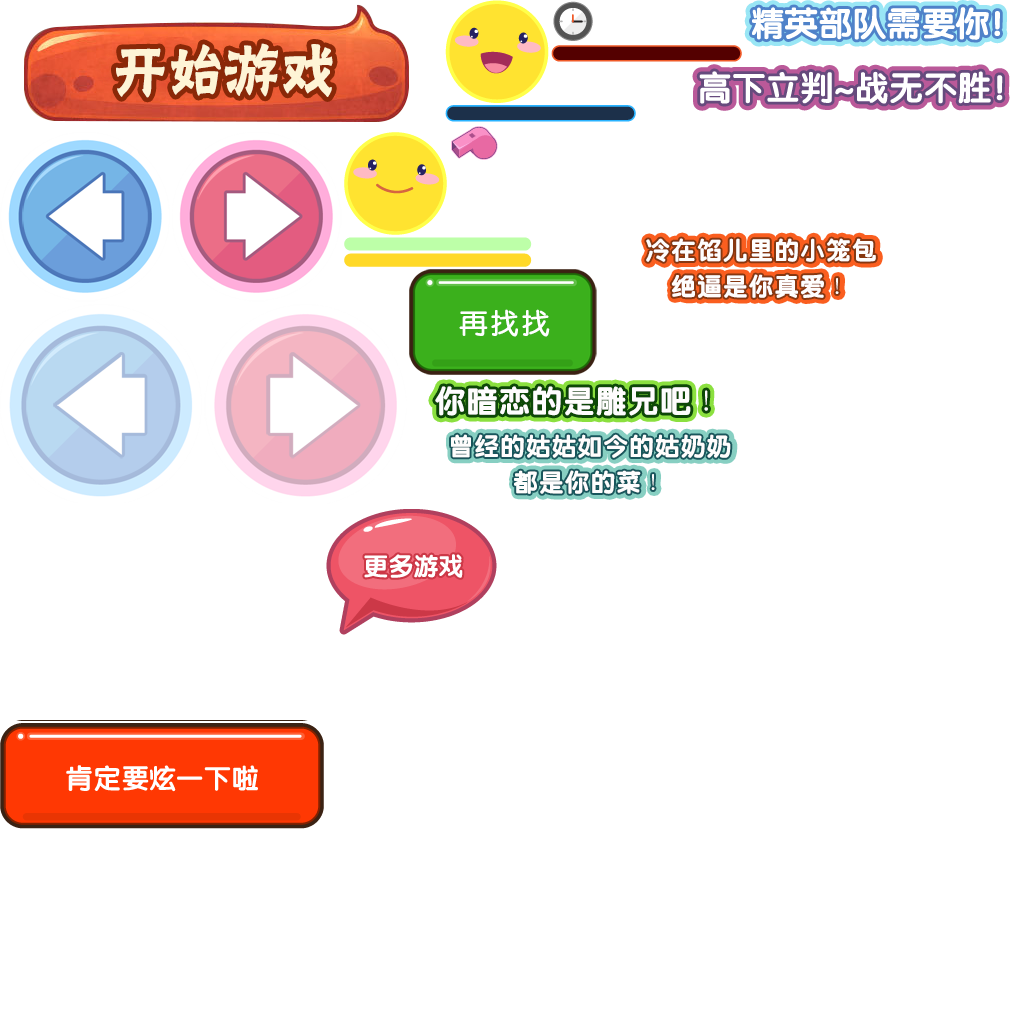 开始游戏
精英部队需要你!
高下立判~战无不胜!
冷在馅儿里的小笼包
绝逼是你真爱！
再找找
你暗恋的是雕兄吧！
曾经的姑姑如今的姑奶奶
都是你的菜！
更多游戏
肯定要炫一下啦